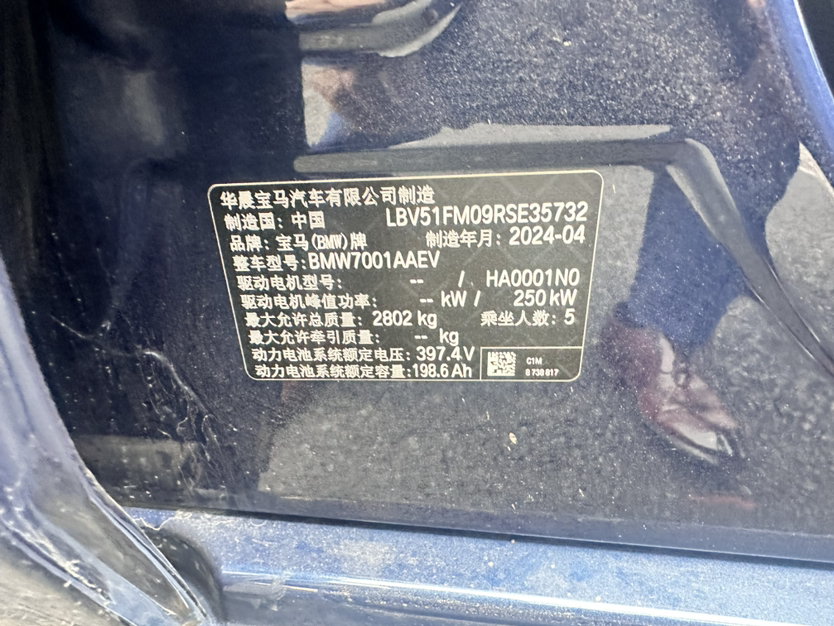 华晨宝马汽车有限公司制造
制造国：中国 LBV51FM09RSE35732
品牌：宝马(BMW)牌 制造年月：2024-04
整车型号：BMW7001AAEV
驱动电机型号： -- / HA0001N0
驱动电机峰值功率： -- kW / 250 kW
最大允许总质量： 2802 kg 乘坐人数：5
最大允许牵引质量： -- kg
动力电池系统额定电压：397.4V
动力电池系统额定容量：198.6Ah
C1M
8 738 817